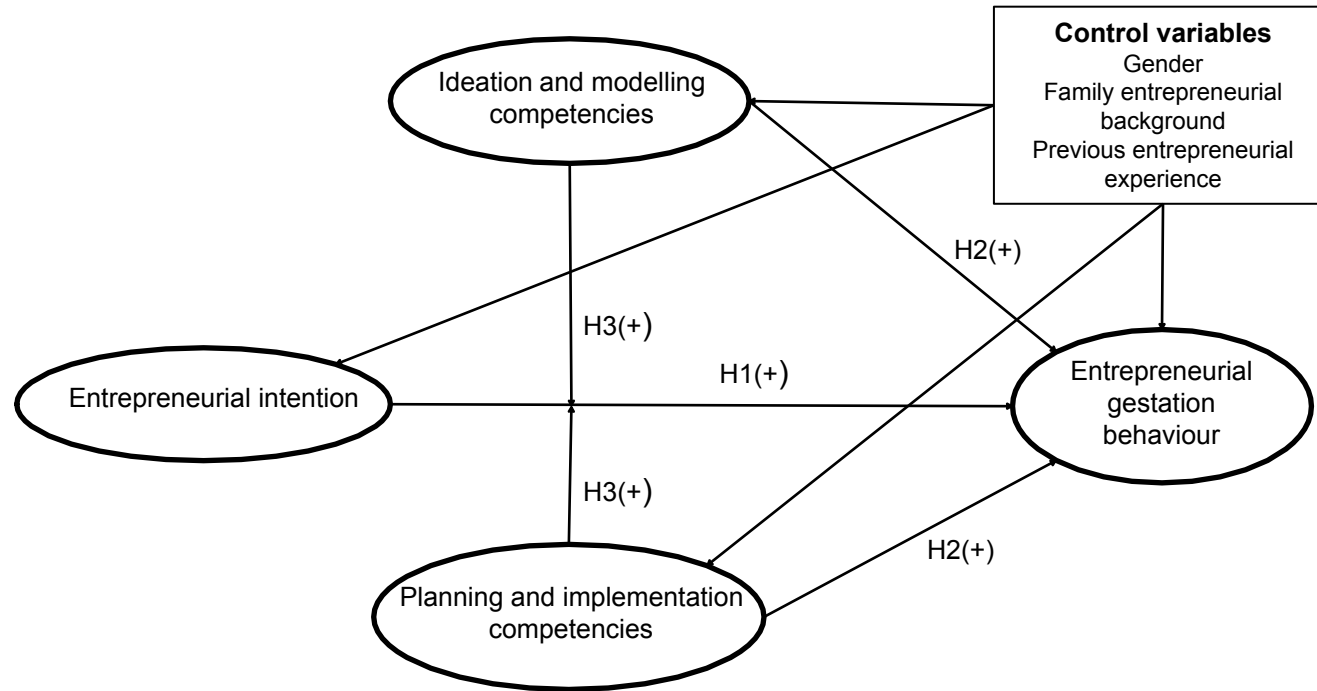 Control variables
Gender
Family entrepreneurial
background
Previous entrepreneurial
experience
Ideation and modelling
competencies
H2(+)
H3(+)
H1(+)
Entrepreneurial intention
Entrepreneurial
gestation
behaviour
H3(+)
H2(+)
Planning and implementation
competencies